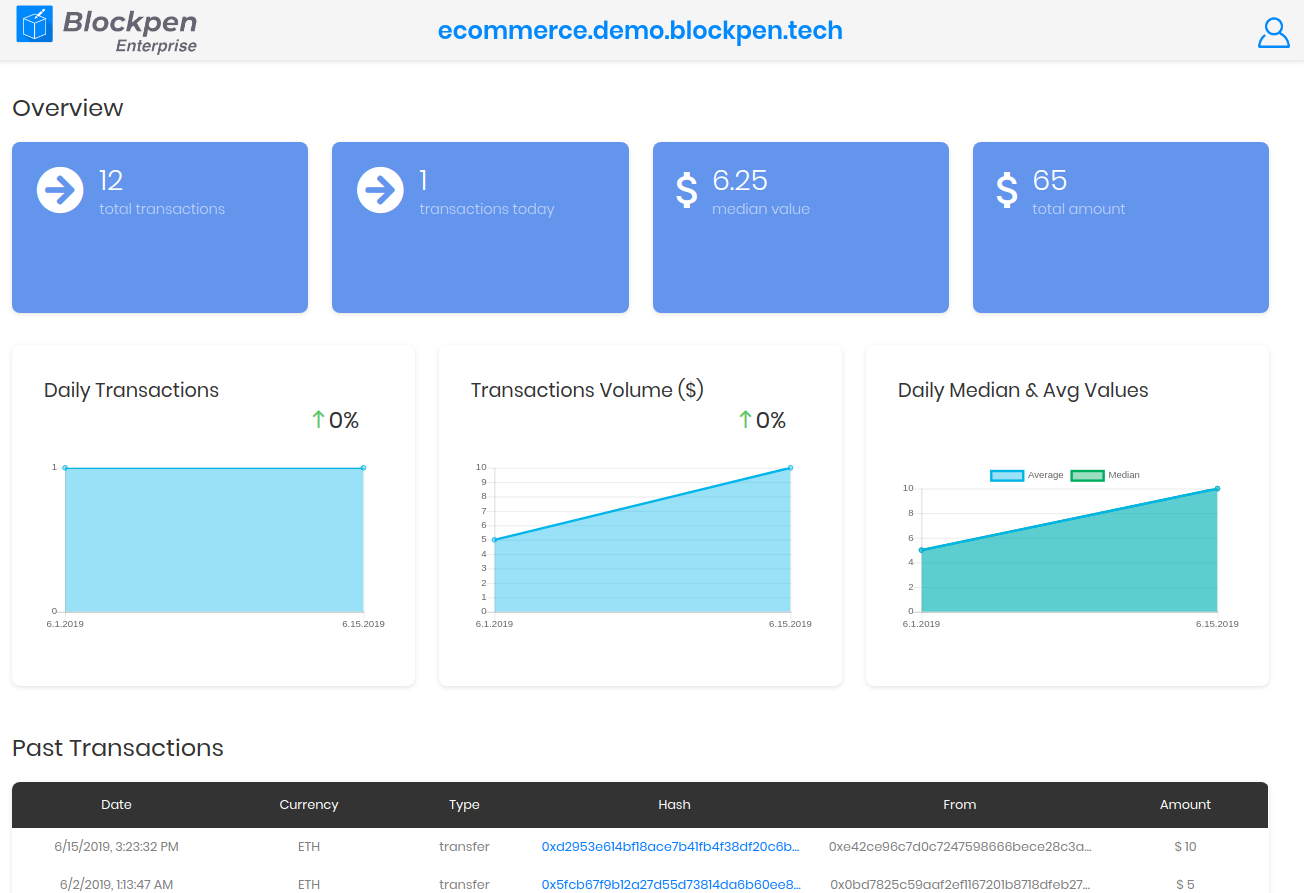 Blockpen
Enterprise
ecommerce.demo.blockpen.tech
Overview
12
total transactions
1
transactions today
$ 6.25
median value
$ 65
total amount
Daily Transactions
↑0%
1
0
6.1.2019 6.15.2019
Transactions Volume ($)
↑0%
10
9
8
7
6
5
4
3
2
1
0
6.1.2019 6.15.2019
Daily Median & Avg Values
Average Median
10
8
6
4
2
0
6.1.2019 6.15.2019
Past Transactions
Date Currency Type Hash From Amount
6/15/2019, 3:23:32 PM ETH transfer 0xd2953e614bf18ace7b41fb4f38df20c6b... 0xe42ce96c7d0c7247598666bece28c3a... $ 10
6/2/2019, 1:13:47 AM ETH transfer 0x5fcb67f9b12a27d55d73814da6b60ee8... 0x0bd7825c59aaf2ef1167201b8718dfeb27... $ 5